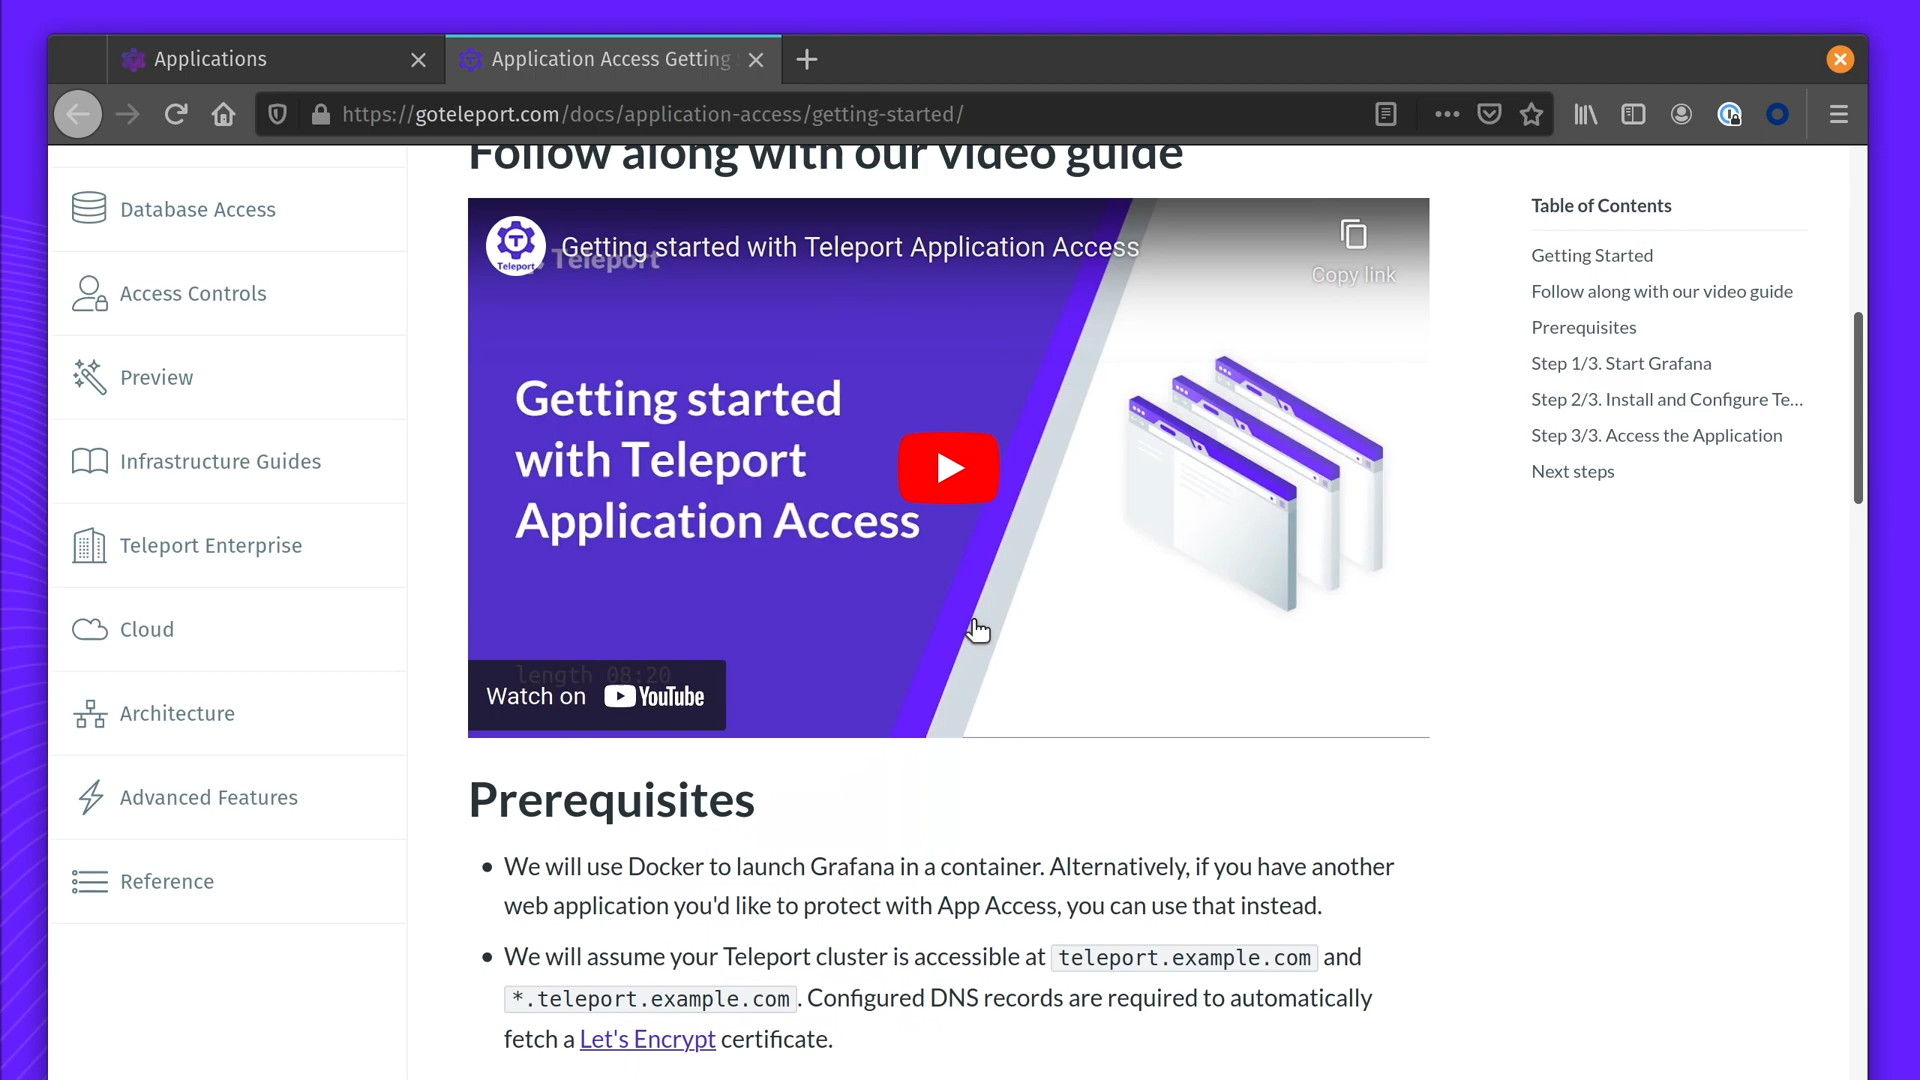 Applications
Application Access Getting
https://goteleport.com/docs/application-access/getting-started/
Database Access
Access Controls
Preview
Infrastructure Guides
Teleport Enterprise
Cloud
Architecture
Advanced Features
Reference
Follow along with our video guide
Teleport
Getting started with Teleport Application Access
Teleport
Copy link
Getting started
with Teleport
Application Access
length 08:20
Watch on YouTube
Prerequisites
• We will use Docker to launch Grafana in a container. Alternatively, if you have another
web application you'd like to protect with App Access, you can use that instead.
• We will assume your Teleport cluster is accessible at teleport.example.com and
*.teleport.example.com. Configured DNS records are required to automatically
fetch a Let's Encrypt certificate.
Table of Contents
Getting Started
Follow along with our video guide
Prerequisites
Step 1/3. Start Grafana
Step 2/3. Install and Configure Te...
Step 3/3. Access the Application
Next steps